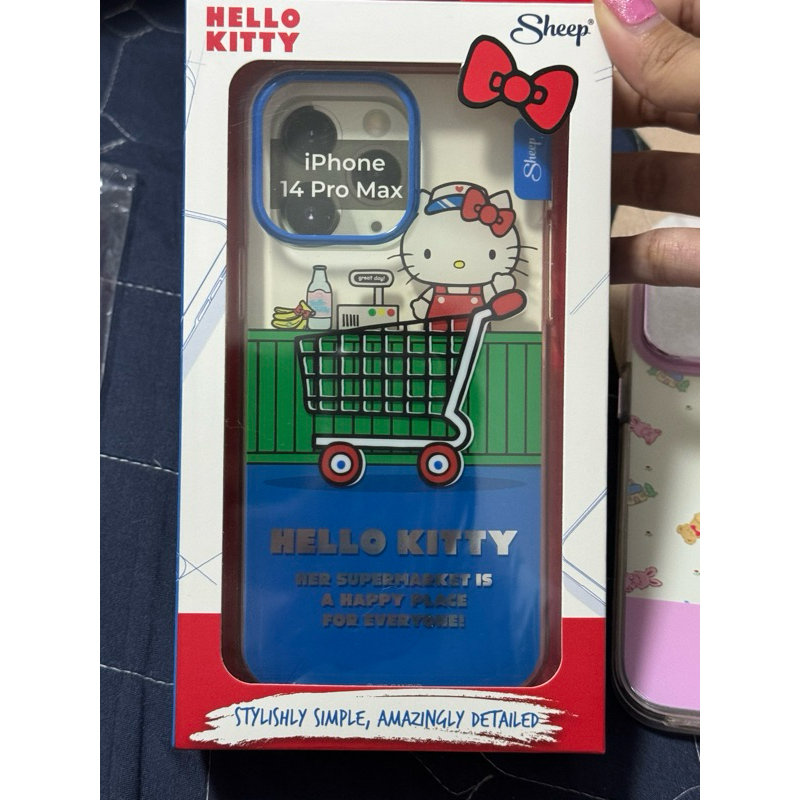 HELLO
KITTY
Sheep®
Sheep
iPhone
14 Pro Max
great day!
HELLO KITTY
HER SUPERMARKET IS
A HAPPY PLACE
FOR EVERYONE!
STYLISHLY SIMPLE, AMAZINGLY DETAILED